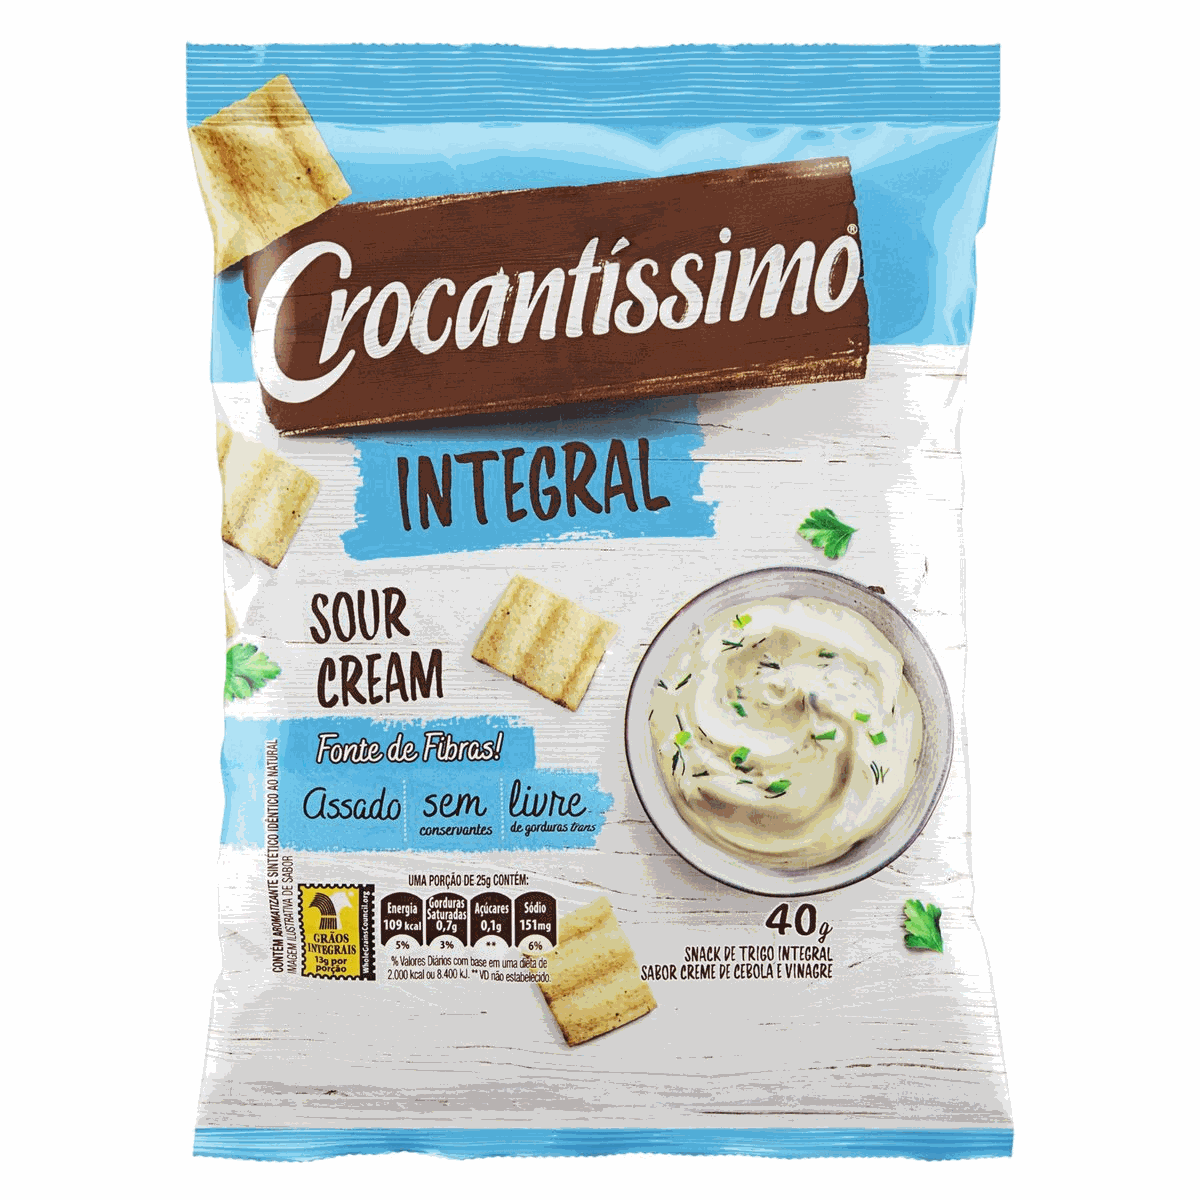 Crocantíssimo®
INTEGRAL
SOUR
CREAM
Fonte de Fibras!
assado
sem
conservantes
livre
de gorduras trans
CONTÉM AROMATIZANTE SINTÉTICO IDÊNTICO AO NATURAL
IMAGEM ILUSTRATIVA DE SABOR
GRÃOS
INTEGRAIS
13g por
porção
WholeGrainsCouncil.org
UMA PORÇÃO DE 25g CONTÉM:
Energia
109 kcal
5%
Gorduras
Saturadas
0,7g
3%
Açúcares
0,1g
**
Sódio
151mg
6%
% Valores Diários com base em uma dieta de
2.000 kcal ou 8.400 kJ. ** VD não estabelecido.
40g
SNACK DE TRIGO INTEGRAL
SABOR CREME DE CEBOLA E VINAGRE